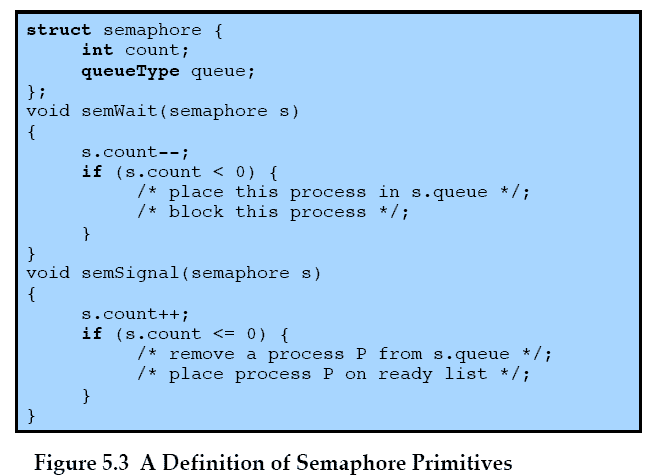 struct semaphore {
     int count;
     queueType queue;
};
void semWait(semaphore s)
{
     s.count--;
     if (s.count < 0) {
          /* place this process in s.queue */;
          /* block this process */;
     }
}
void semSignal(semaphore s)
{
     s.count++;
     if (s.count <= 0) {
          /* remove a process P from s.queue */;
          /* place process P on ready list */;
     }
}
Figure 5.3 A Definition of Semaphore Primitives